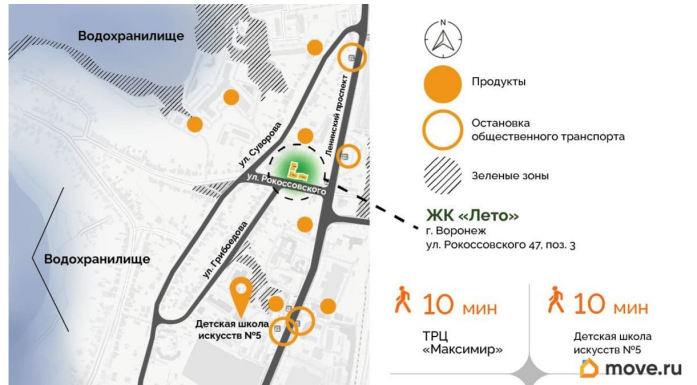 Водохранилище
ул. Суворова
Ленинский проспект
ул. Рокоссовского
ул. Грибоедова
Водохранилище
Детская школа
искусств №5
Продукты
Остановка
общественного транспорта
Зеленые зоны
ЖК «Лето»
г. Воронеж
ул. Рокоссовского 47, поз. 3
10 мин
ТРЦ
«Максимир»
10 мин
Детская школа
искусств №5
move.ru